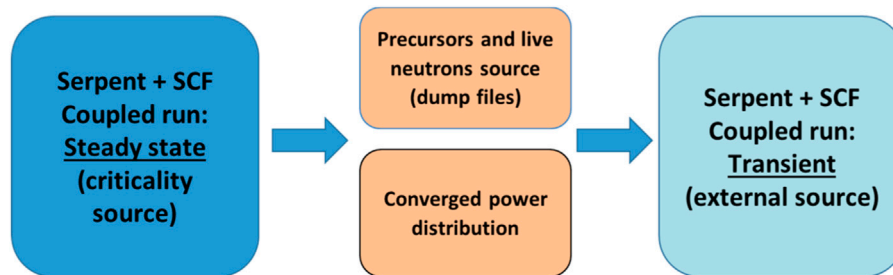 Serpent + SCF
Coupled run:
Steady state
(criticality
source)
Precursors and live
neutrons source
(dump files)
Converged power
distribution
Serpent + SCF
Coupled run:
Transient
(external source)